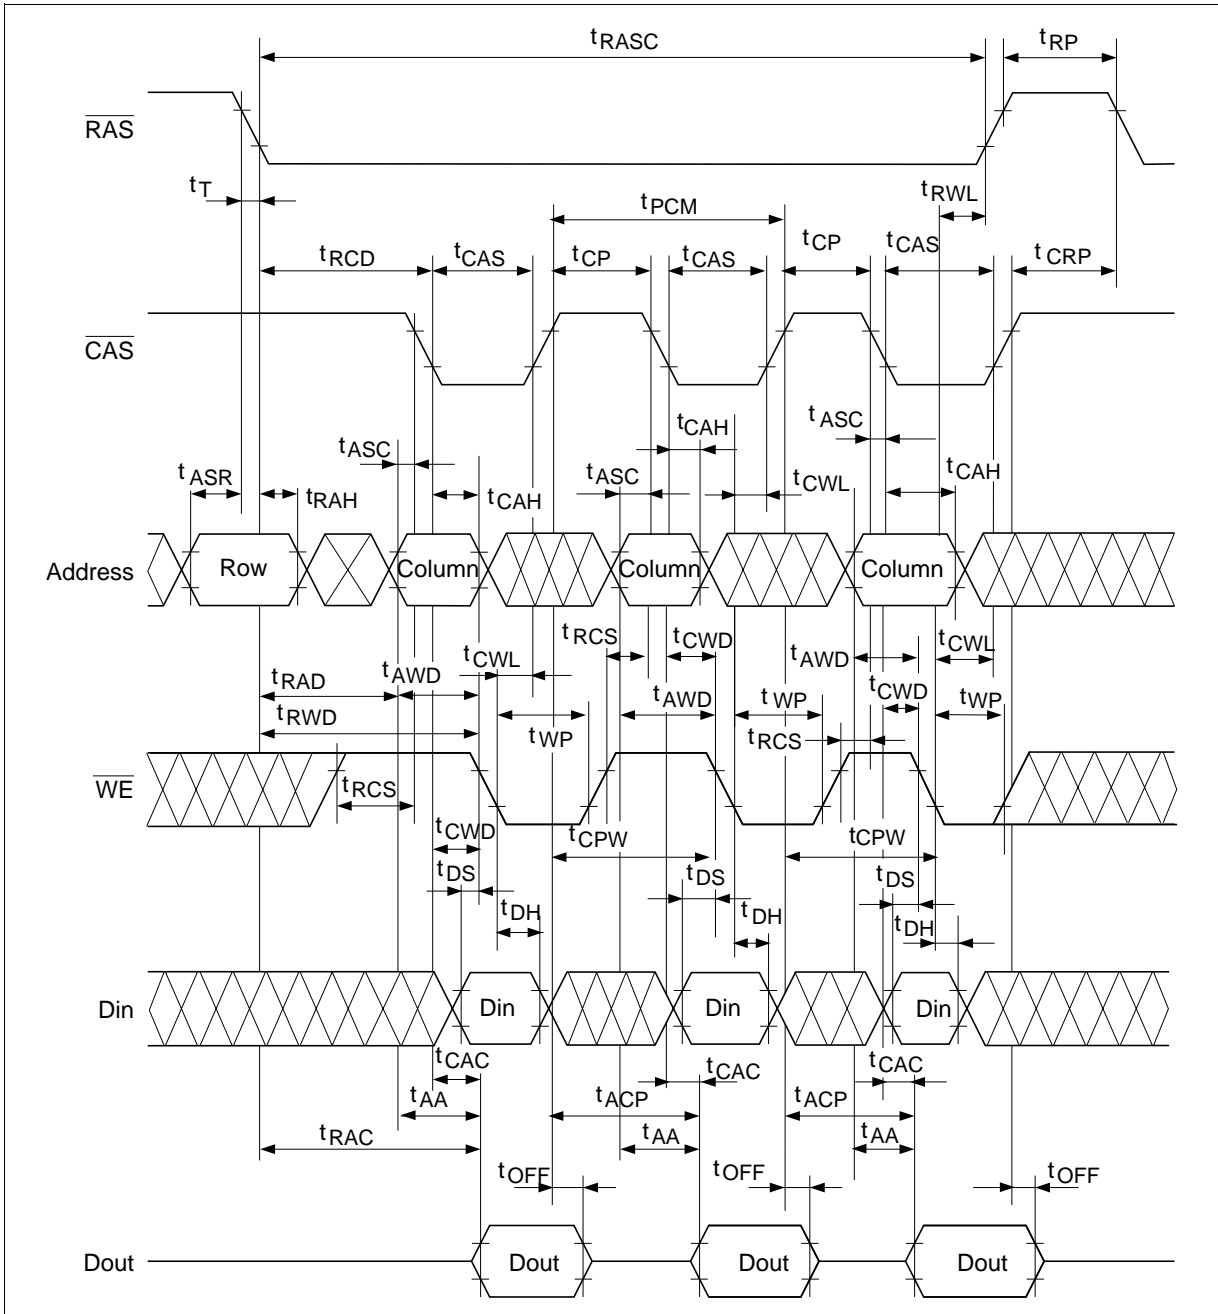 tRASC tRP
RAS
tT tPCM tRWL
tRCD tCAS tCP tCAS tCP tCAS tCRP
CAS
tASC tCAH tASC
tASR tRAH tCAH tASC tCWL tCAH
Address Row Column Column Column
tRCS tCWD
tCWL tAWD tCWL
tRAD tAWD tCWD
tRWD tWP tAWD tWP tRCS tWP
WE
tRCS
tCWD tCPW tCPW
tDS tDS tDS
tDH tDH tDH
Din Din Din Din
tCAC tCAC tCAC
tAA tACP tACP
tRAC tAA tAA
tOFF tOFF tOFF
Dout Dout Dout Dout